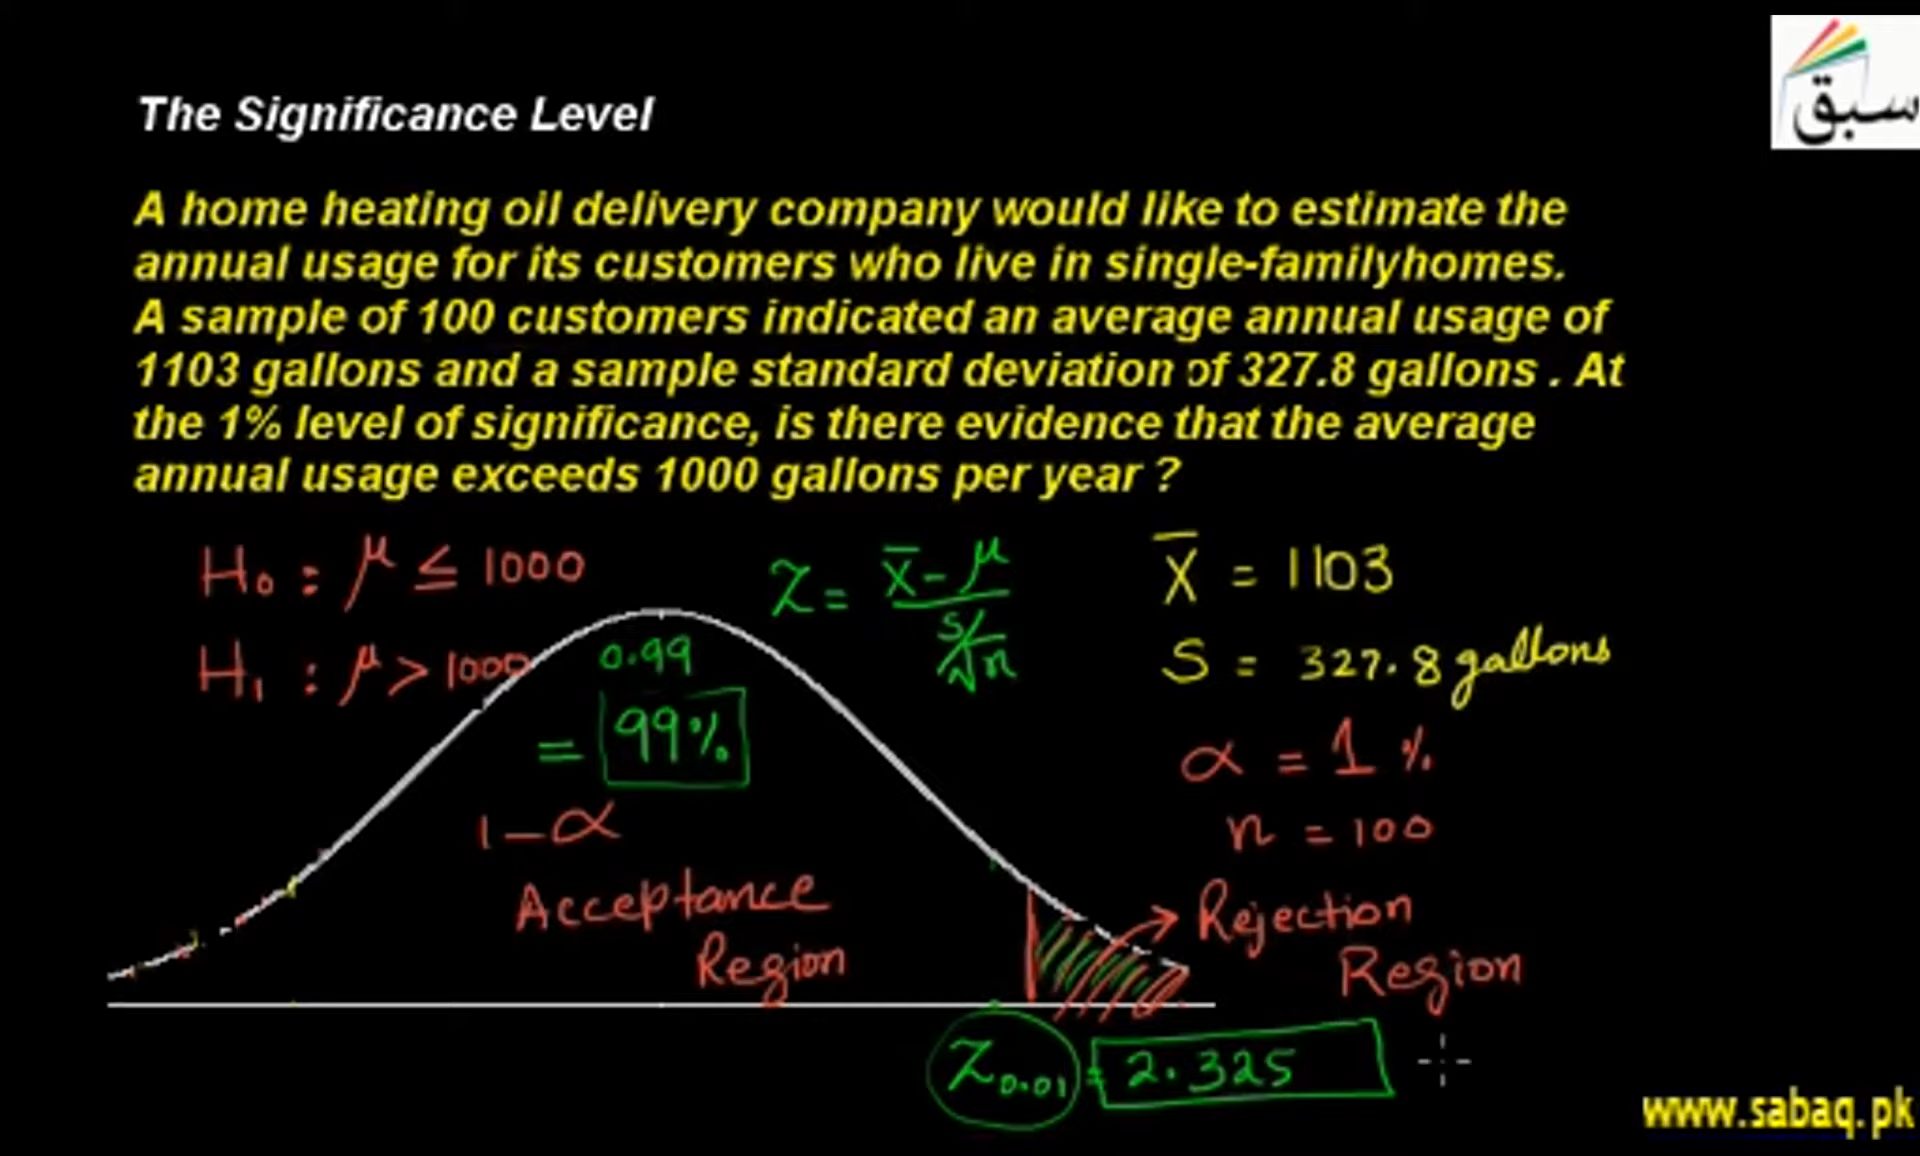 سبق
The Significance Level
A home heating oil delivery company would like to estimate the
annual usage for its customers who live in single-familyhomes.
A sample of 100 customers indicated an average annual usage of
1103 gallons and a sample standard deviation of 327.8 gallons . At
the 1% level of significance, is there evidence that the average
annual usage exceeds 1000 gallons per year ?
H₀ : μ ≤ 1000
H₁ : μ > 1000
Z = (x̄ - μ) / (s/√n)
X̄ = 1103
S = 327.8 gallons
α = 1 %
n = 100
0.99
= 99%
1 - α
Acceptance
Region
Rejection
Region
Z₀.₀₁ = 2.325
www.sabaq.pk